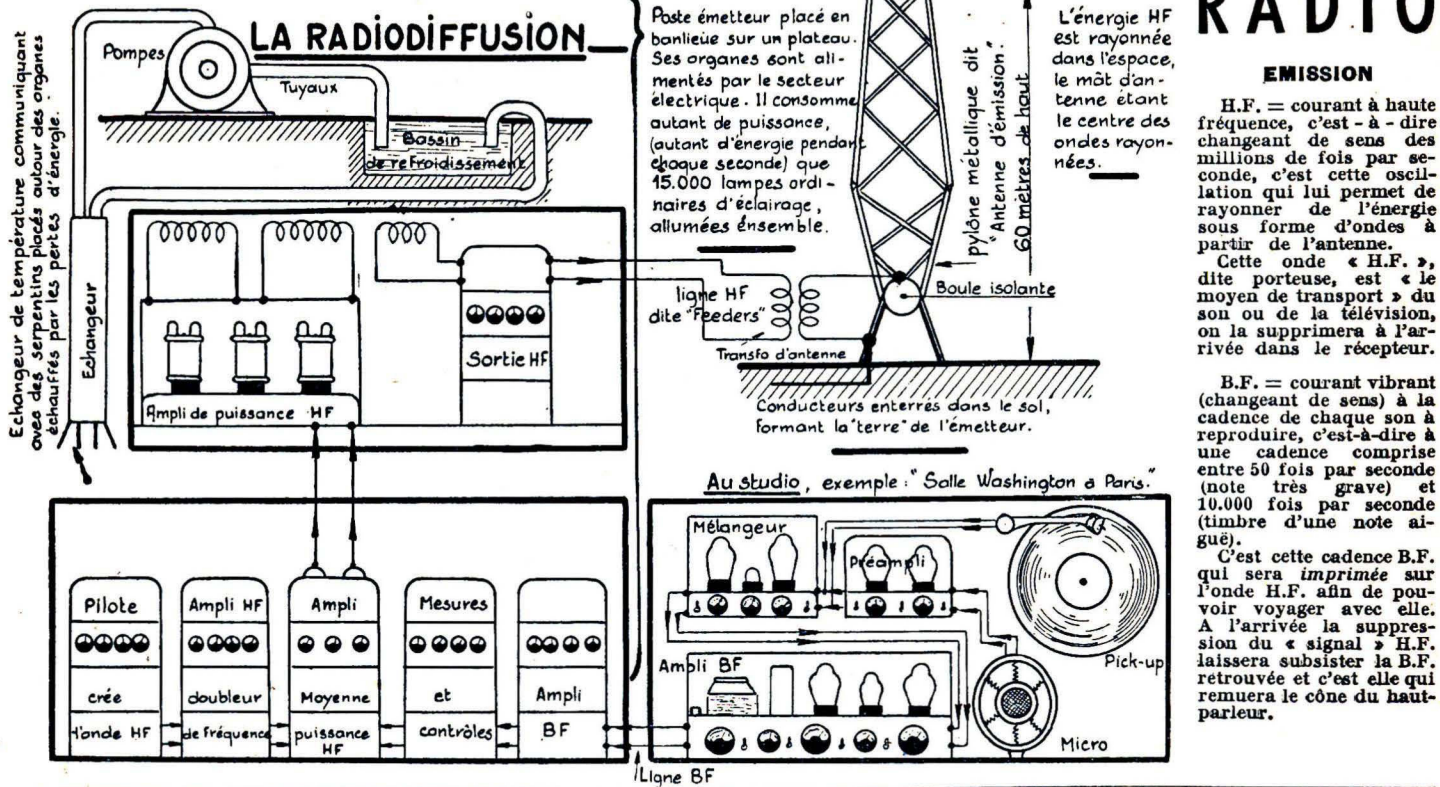 LA RADIODIFFUSION
Pompes
Tuyaux
Bassin
de refroidissement
Echangeur de température communiquant
avec des serpentins placés autour des organes
échauffés par les pertes d'énergie.
Echangeur
Ampli de puissance HF
Sortie HF
Poste émetteur placé en
banlieue sur un plateau.
Ses organes sont ali-
mentés par le secteur
électrique. Il consomme
autant de puissance,
(autant d'énergie pendant
chaque seconde) que
15.000 lampes ordi-
naires d'éclairage,
allumées ensemble.
ligne HF
dite "Feeders"
Transfo d'antenne
pylône métallique dit
"Antenne d'émission".
60 mètres de haut
Boule isolante
L'énergie HF
est rayonnée
dans l'espace,
le mât d'an-
tenne étant
le centre des
ondes rayon-
nées.
Conducteurs enterrés dans le sol,
formant la "terre" de l'émetteur.
Pilote
crée
l'onde HF
Ampli HF
doubleur
de fréquence
Ampli
Moyenne
puissance
HF
Mesures
et
contrôles
Ampli
BF
Ligne BF
Au studio, exemple : "Salle Washington a Paris."
Mélangeur
Préampli
Ampli BF
Pick-up
Micro
RADIO
EMISSION
H.F. = courant à haute
fréquence, c'est - à - dire
changeant de sens des
millions de fois par se-
conde, c'est cette oscil-
lation qui lui permet de
rayonner de l'énergie
sous forme d'ondes à
partir de l'antenne.
Cette onde « H.F. »,
dite porteuse, est « le
moyen de transport » du
son ou de la télévision,
on la supprimera à l'ar-
rivée dans le récepteur.
B.F. = courant vibrant
(changeant de sens) à la
cadence de chaque son à
reproduire, c'est-à-dire à
une cadence comprise
entre 50 fois par seconde
(note très grave) et
10.000 fois par seconde
(timbre d'une note ai-
guë).
C'est cette cadence B.F.
qui sera imprimée sur
l'onde H.F. afin de pou-
voir voyager avec elle.
A l'arrivée la suppres-
sion du « signal » H.F.
laissera subsister la B.F.
retrouvée et c'est elle qui
remuera le cône du haut-
parleur.